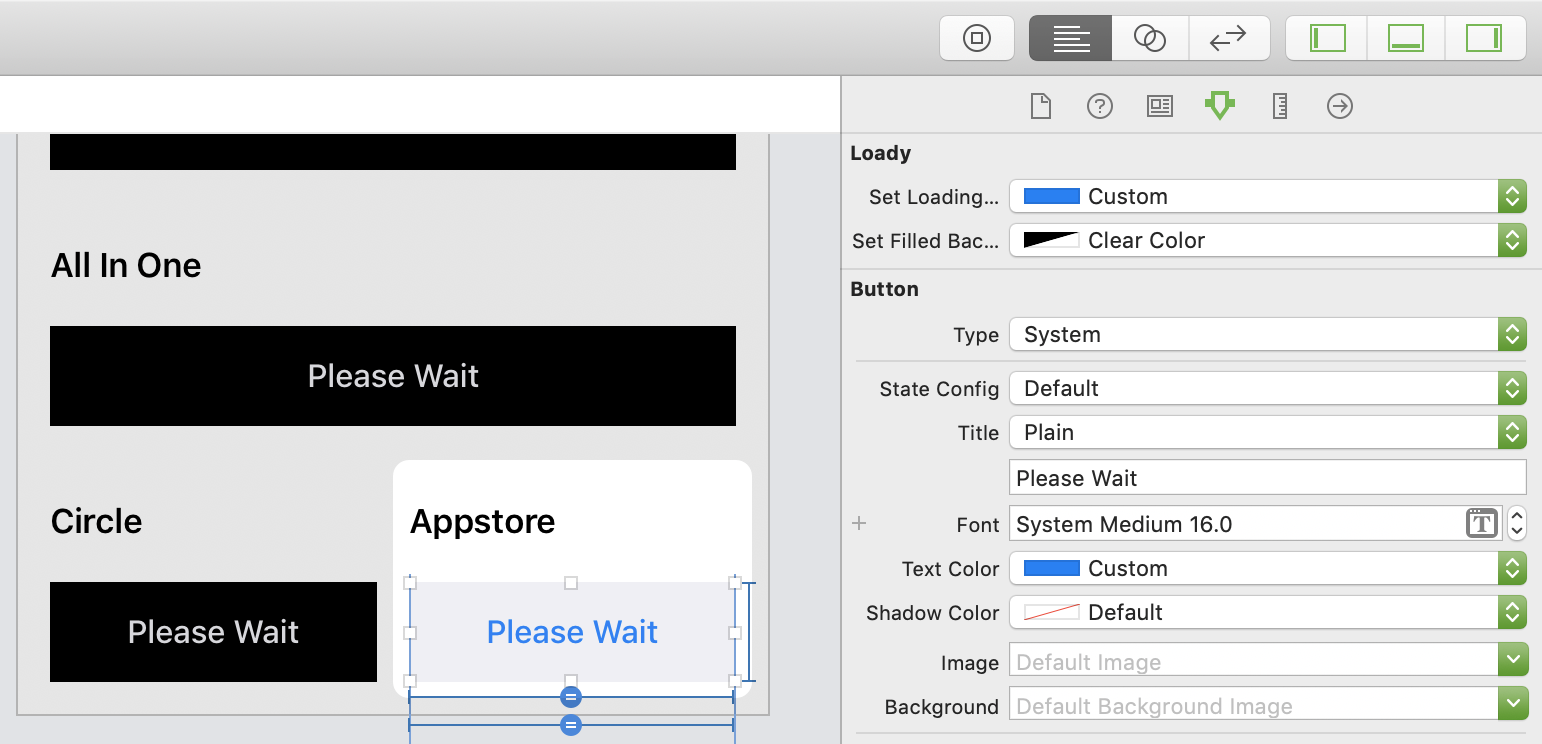 All In One
Please Wait
Circle
Appstore
Please Wait
Please Wait
Loady
Set Loading...
Custom
Set Filled Bac...
Clear Color
Button
Type
System
State Config
Default
Title
Plain
Please Wait
+
Font
System Medium 16.0
T
Text Color
Custom
Shadow Color
Default
Image
Default Image
Background
Default Background Image